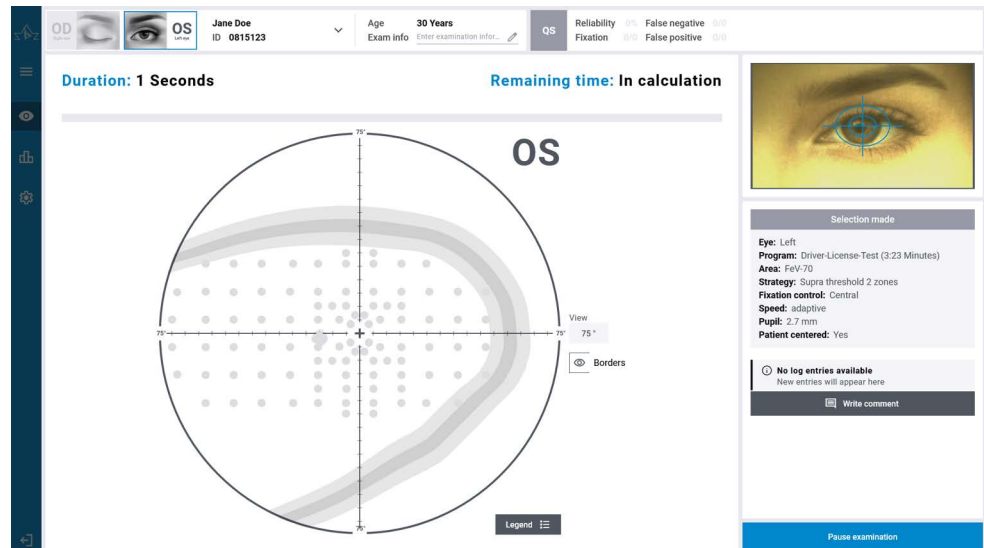 OD
Right eye
OS
Left eye
Jane Doe
ID 0815123
Age 30 Years
Exam info Enter examination infor...
QS
Reliability 0% False negative 0/0
Fixation 0/0 False positive 0/0
Duration: 1 Seconds
Remaining time: In calculation
OS
75°
75°
75°
75°
View
75 °
Borders
Legend
Selection made
Eye: Left
Program: Driver-License-Test (3:23 Minutes)
Area: FeV-70
Strategy: Supra threshold 2 zones
Fixation control: Central
Speed: adaptive
Pupil: 2.7 mm
Patient centered: Yes
No log entries available
New entries will appear here
Write comment
Pause examination